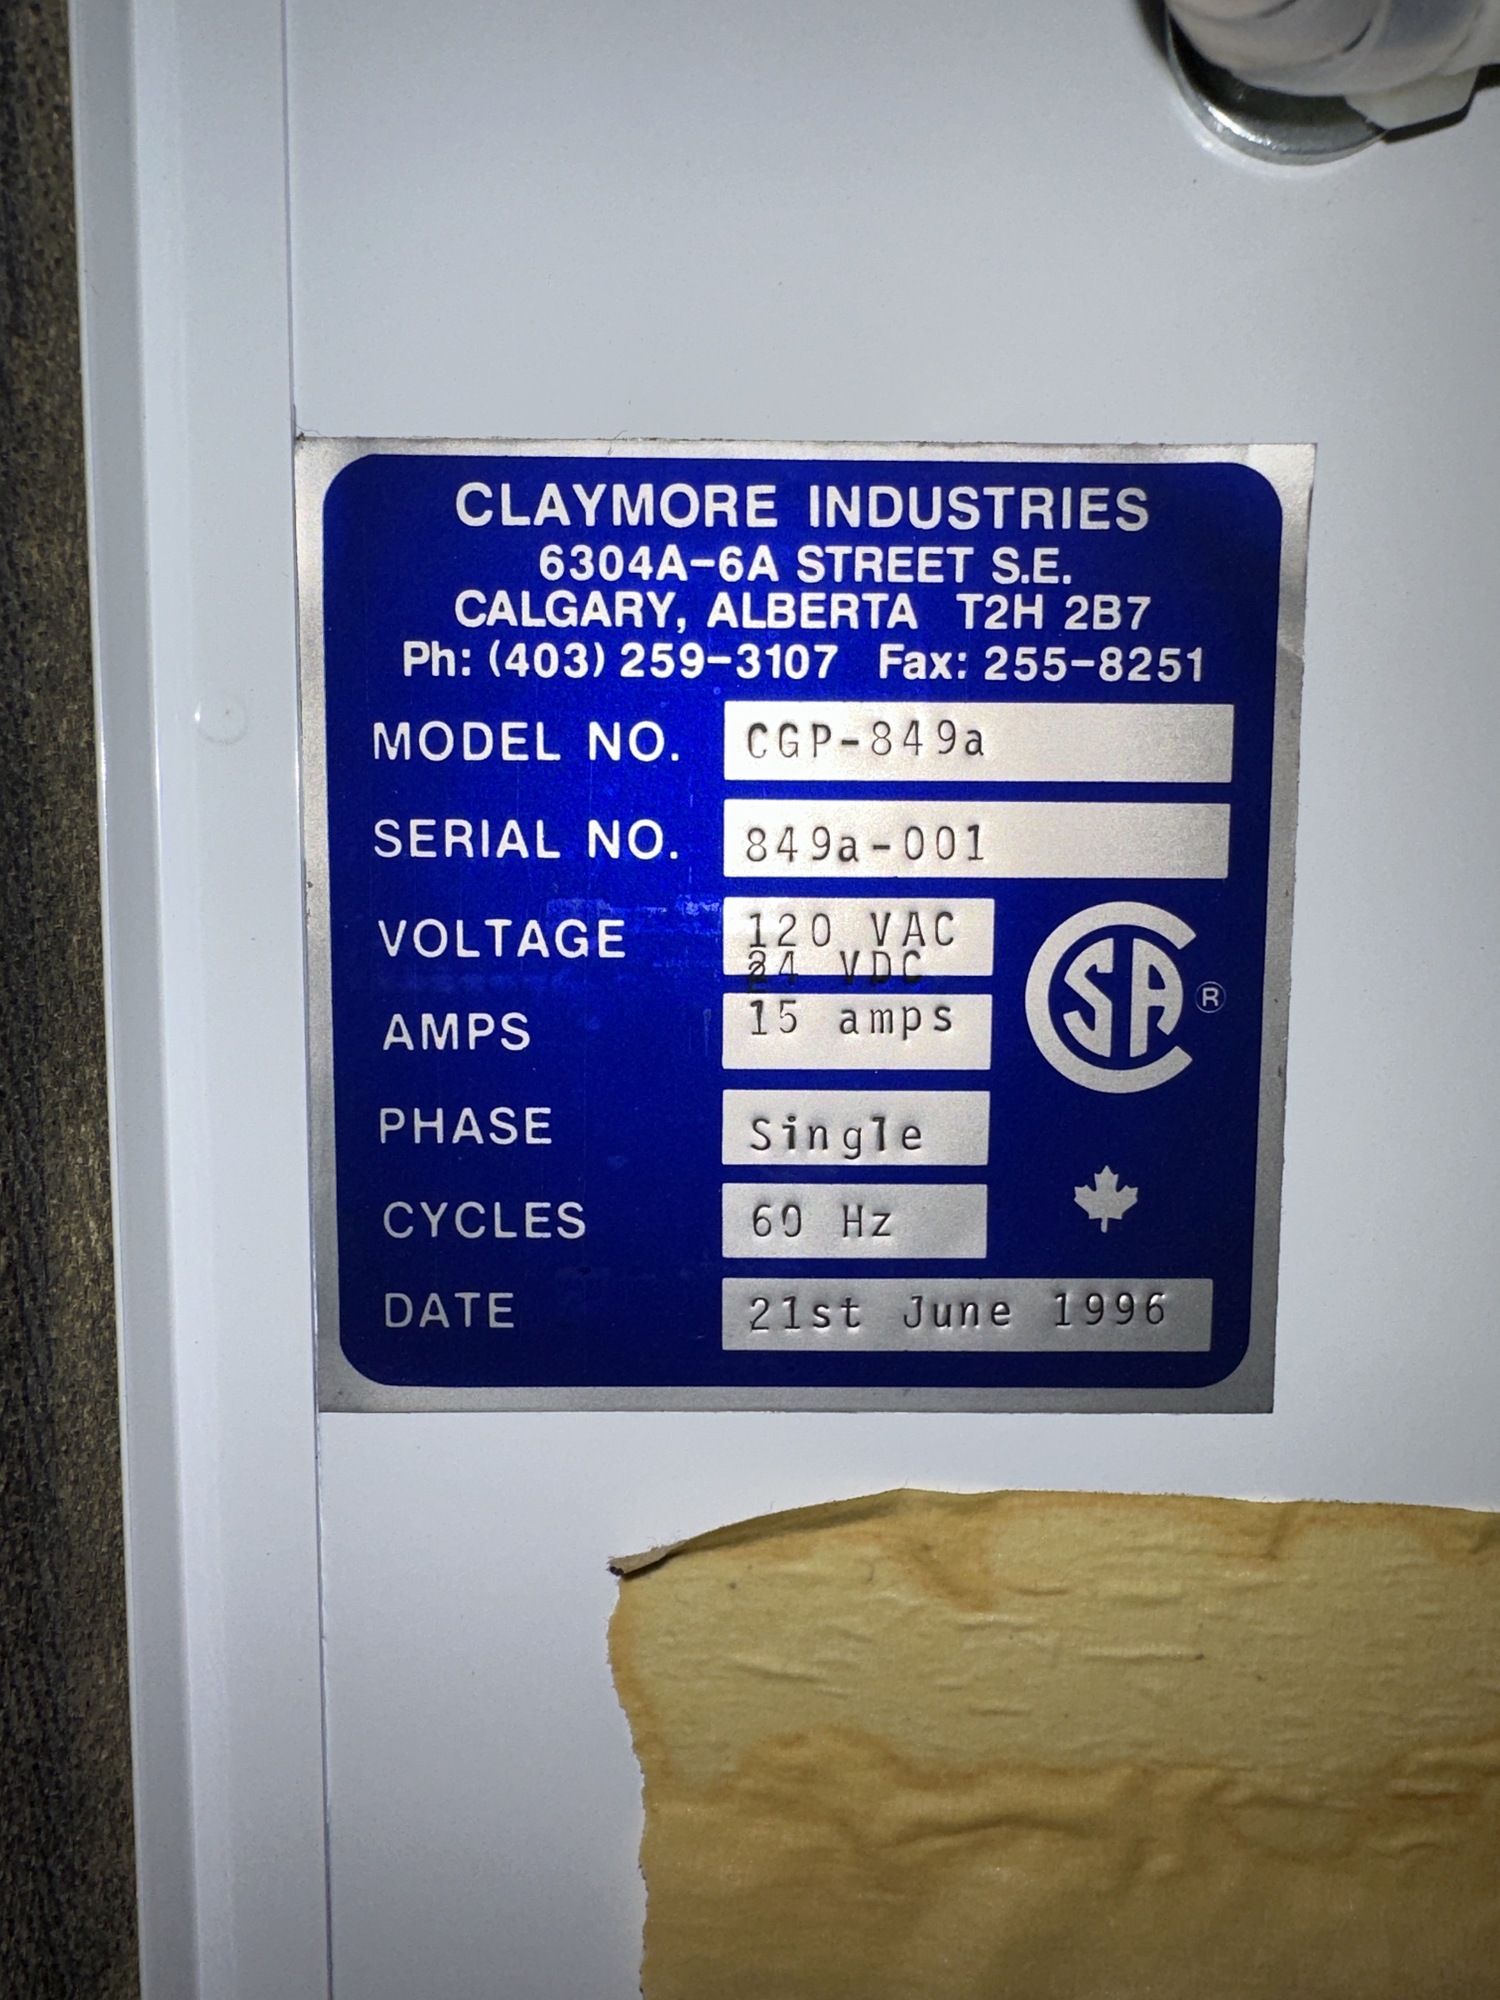 CLAYMORE INDUSTRIES
6304A-6A STREET S.E.
CALGARY, ALBERTA T2H 2B7
Ph: (403) 259-3107 Fax: 255-8251
MODEL NO. CGP-849a
SERIAL NO. 849a-001
VOLTAGE 120 VAC
24 VDC
AMPS 15 amps
PHASE Single
CYCLES 60 Hz
DATE 21st June 1996
CSA ®